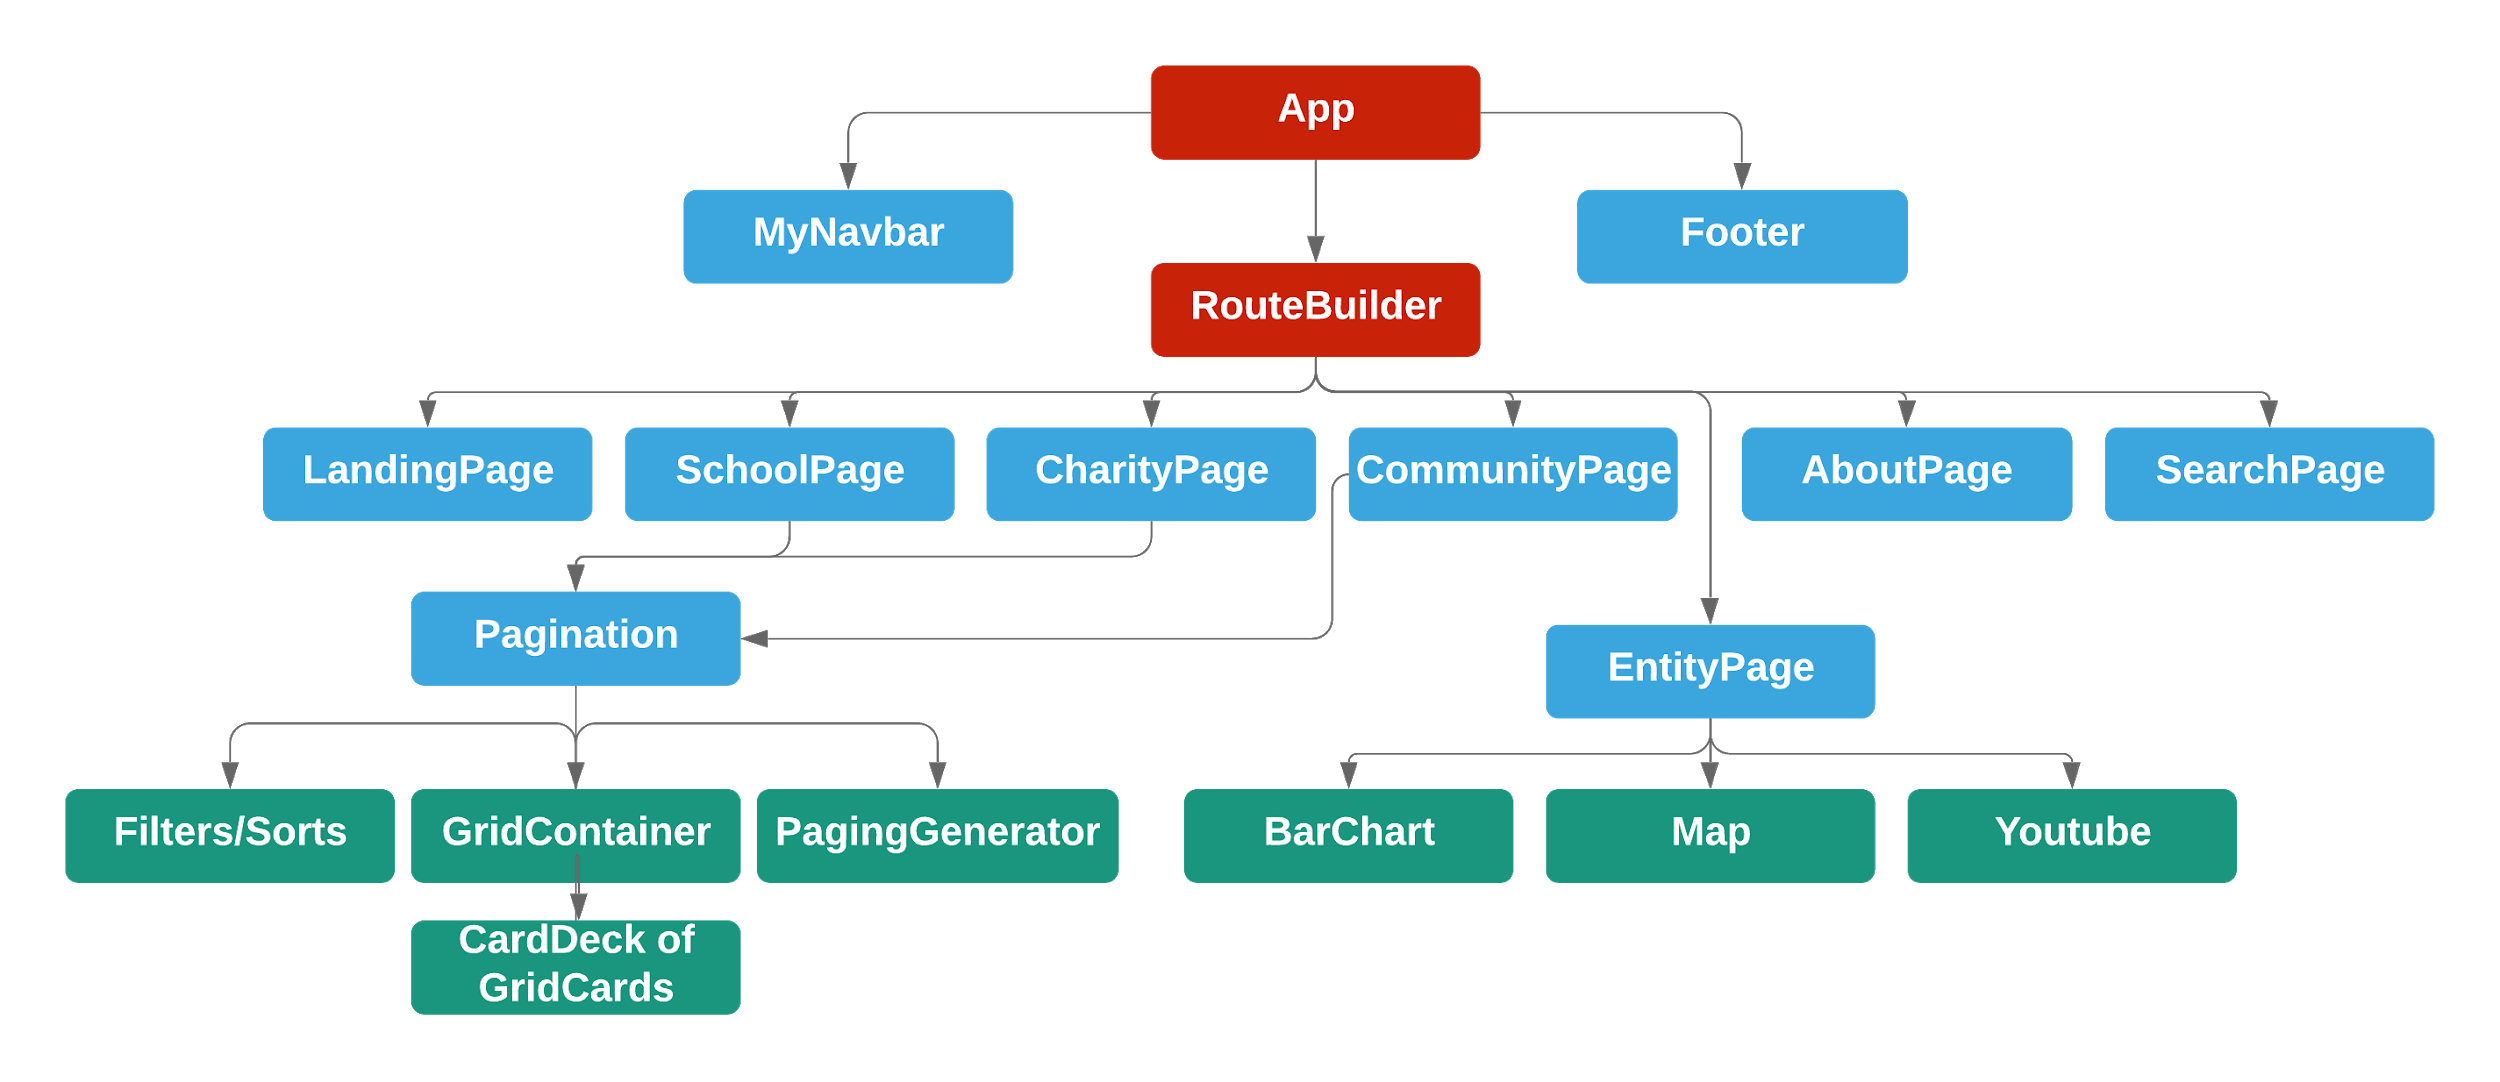 App
MyNavbar
Footer
RouteBuilder
LandingPage
SchoolPage
CharityPage
CommunityPage
AboutPage
SearchPage
Pagination
EntityPage
Filters/Sorts
GridContainer
PagingGenerator
BarChart
Map
Youtube
CardDeck of
GridCards